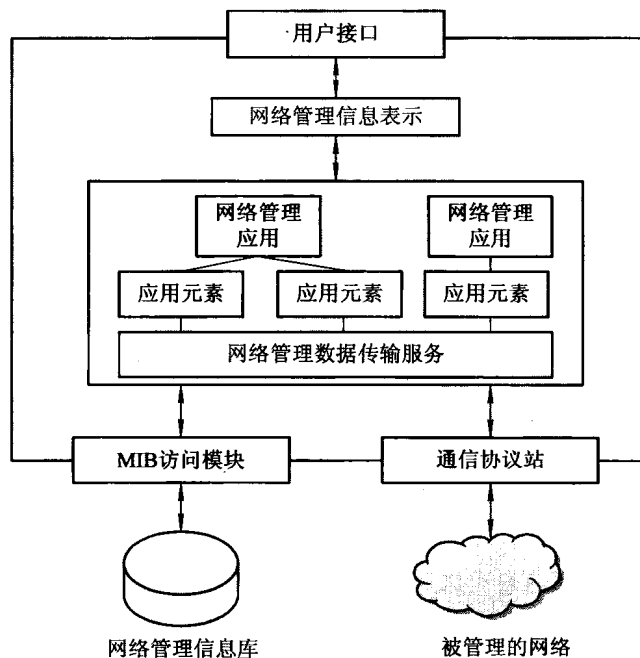 用户接口
网络管理信息表示
网络管理
应用
网络管理
应用
应用元素
应用元素
应用元素
网络管理数据传输服务
MIB访问模块
通信协议站
网络管理信息库
被管理的网络